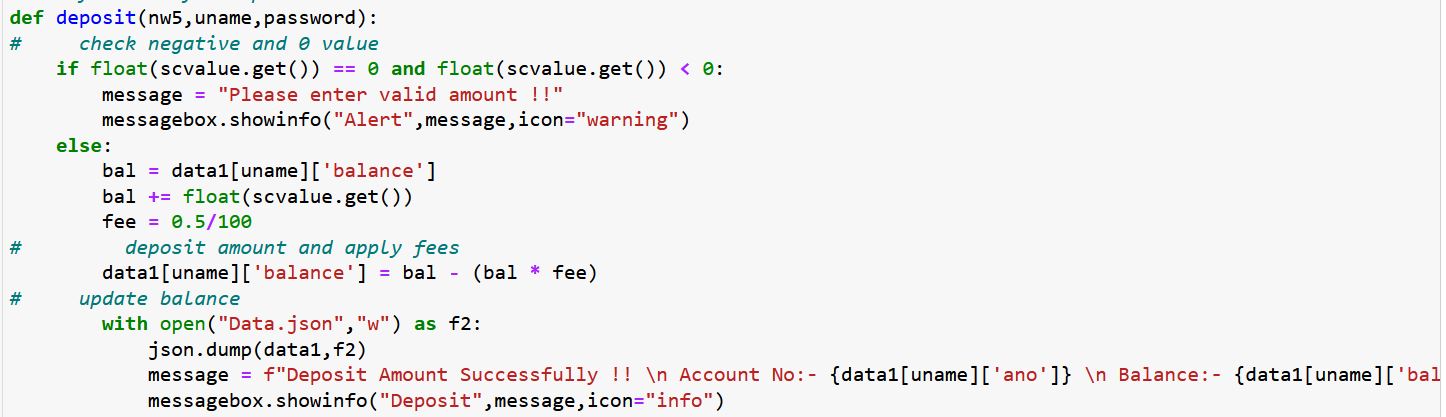 def deposit(nw5,uname,password):
#     check negative and 0 value
    if float(scvalue.get()) == 0 and float(scvalue.get()) < 0:
        message = "Please enter valid amount !!"
        messagebox.showinfo("Alert",message,icon="warning")
    else:
        bal = data1[uname]['balance']
        bal += float(scvalue.get())
        fee = 0.5/100
#         deposit amount and apply fees
        data1[uname]['balance'] = bal - (bal * fee)
#     update balance
        with open("Data.json","w") as f2:
            json.dump(data1,f2)
            message = f"Deposit Amount Successfully !! \n Account No:- {data1[uname]['ano']} \n Balance:- {data1[uname]['bal
            messagebox.showinfo("Deposit",message,icon="info")